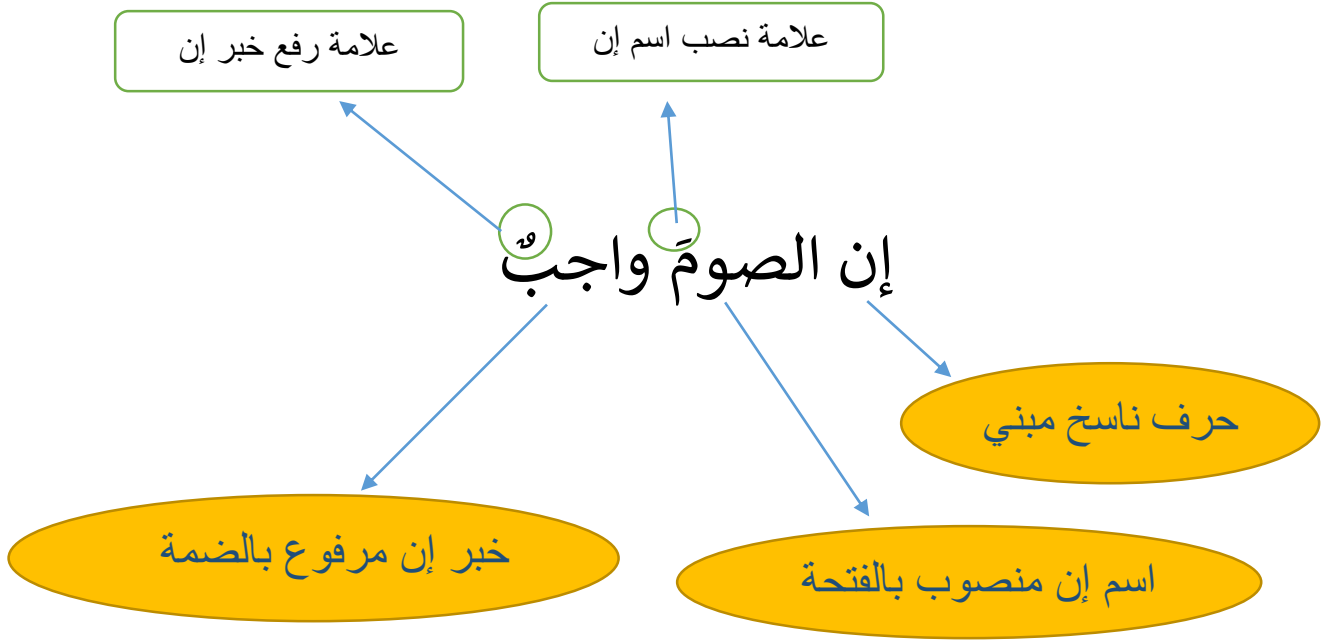 علامة نصب اسم إن
علامة رفع خبر إن
إن الصومَ واجبٌ
حرف ناسخ مبني
اسم إن منصوب بالفتحة
خبر إن مرفوع بالضمة